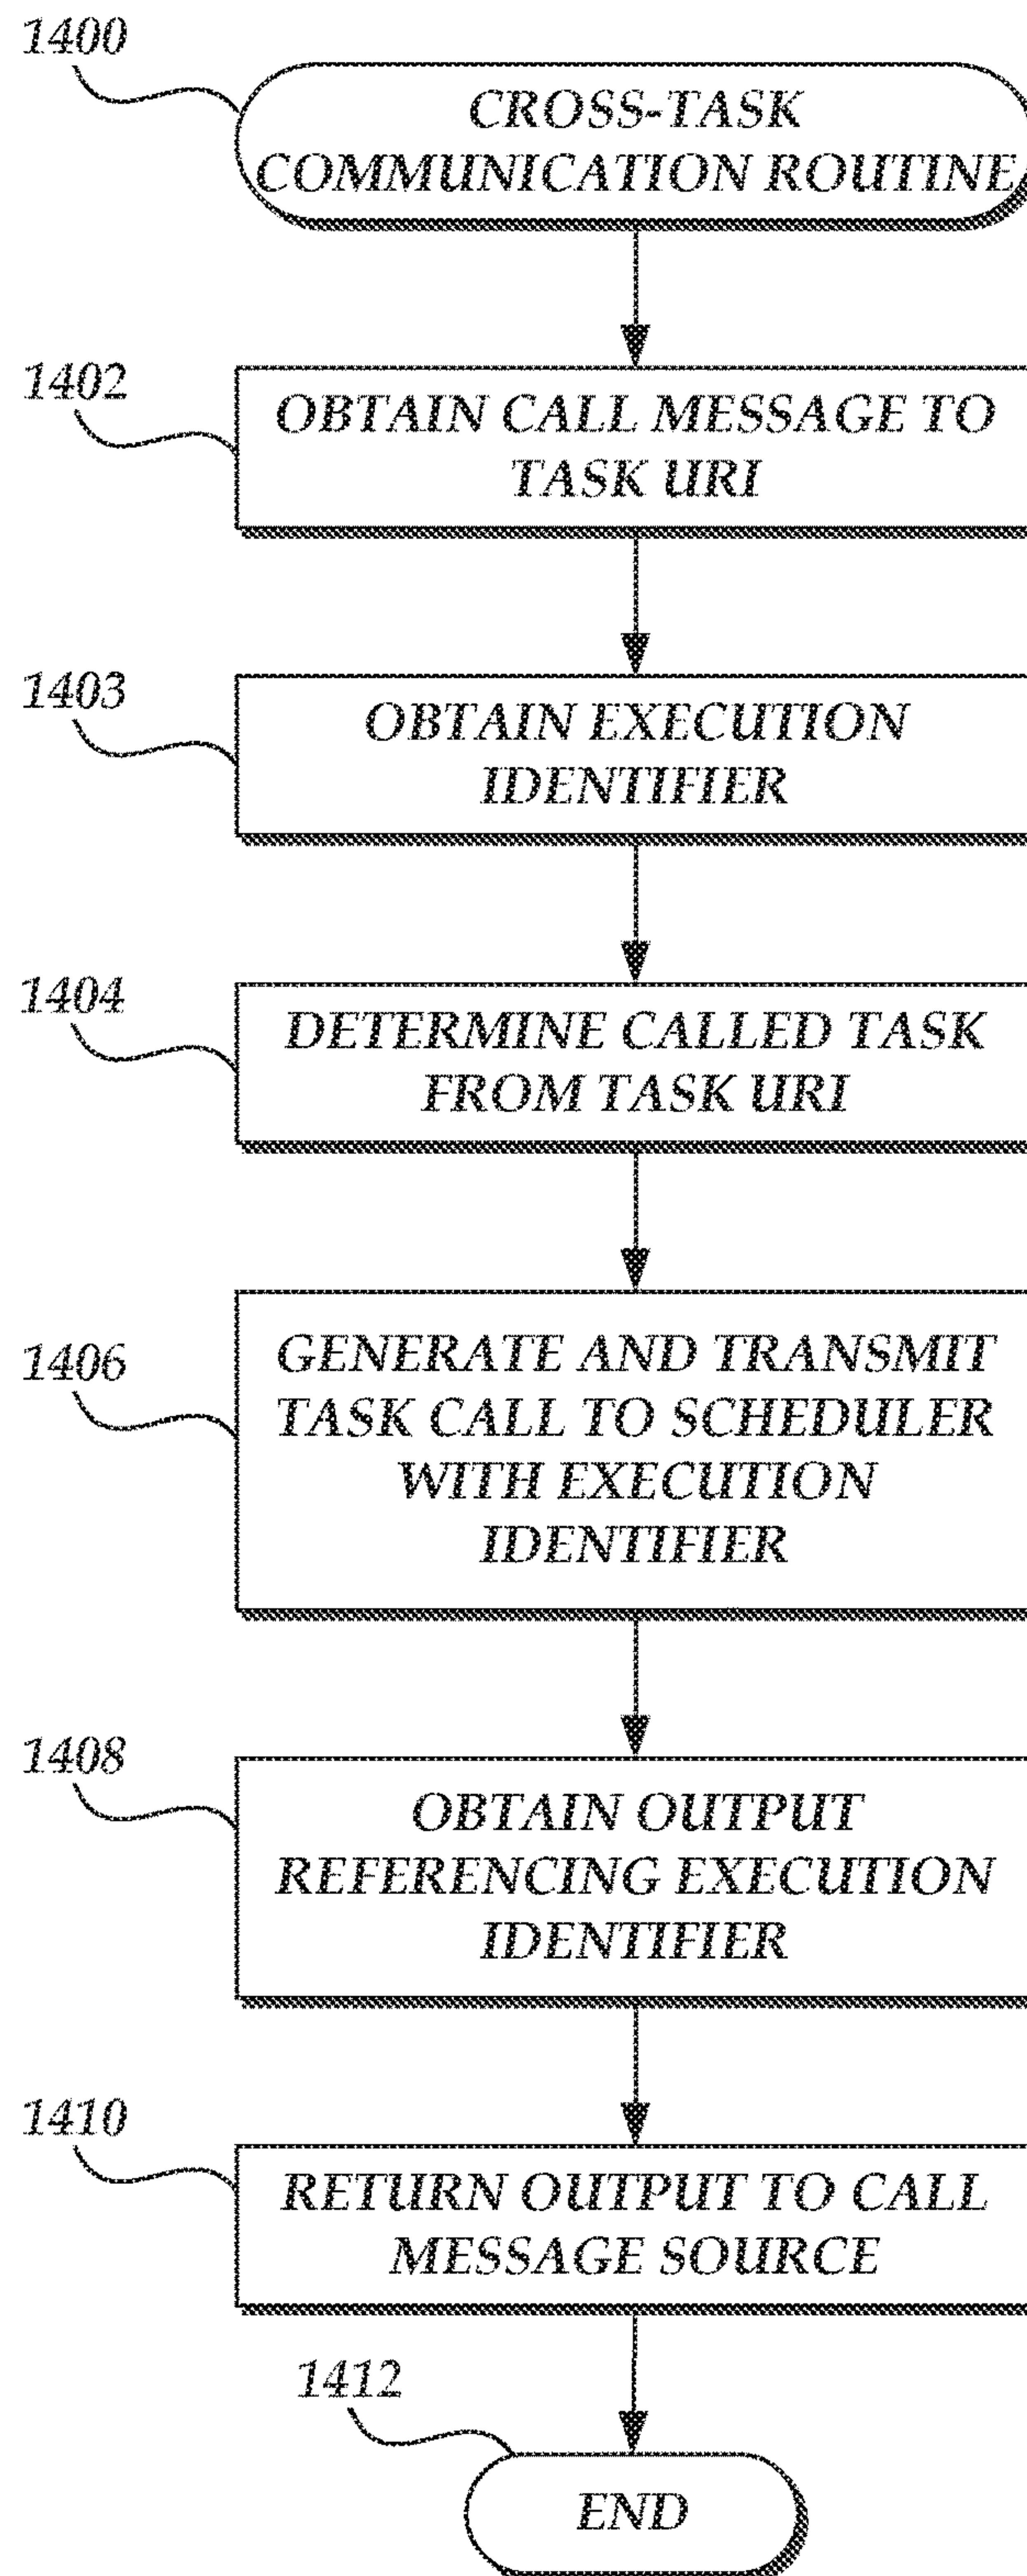 1400
CROSS-TASK
COMMUNICATION ROUTINE
1402
OBTAIN CALL MESSAGE TO
TASK URI
1403
OBTAIN EXECUTION
IDENTIFIER
1404
DETERMINE CALLED TASK
FROM TASK URI
1406
GENERATE AND TRANSMIT
TASK CALL TO SCHEDULER
WITH EXECUTION
IDENTIFIER
1408
OBTAIN OUTPUT
REFERENCING EXECUTION
IDENTIFIER
1410
RETURN OUTPUT TO CALL
MESSAGE SOURCE
1412
END